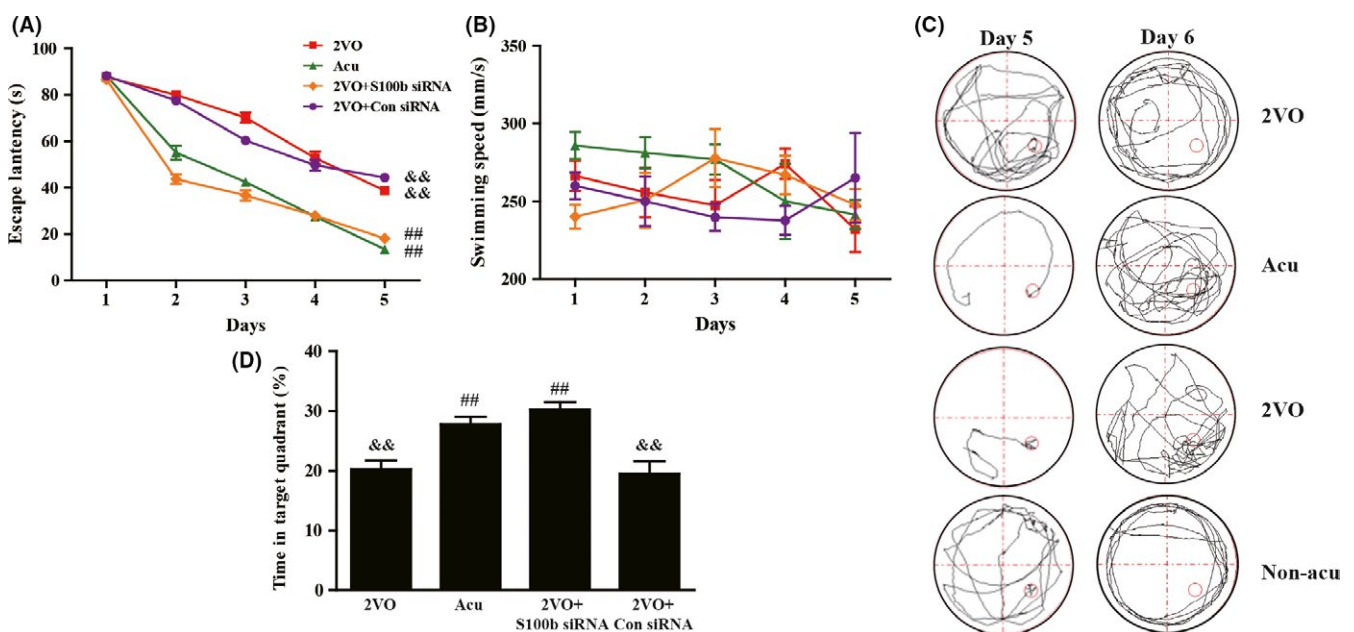 (A)
100
80
60
40
20
0
Escape lantency (s)
1 2 3 4 5
Days
2VO
Acu
2VO+S100b siRNA
2VO+Con siRNA
&&
&&
##
##
(B)
350
300
250
200
Swimming speed (mm/s)
1 2 3 4 5
Days
(C)
Day 5 Day 6
2VO
Acu
2VO
Non-acu
(D)
40
30
20
10
0
Time in target quadrant (%)
&& ## ## &&
2VO Acu 2VO+ 2VO+
S100b siRNA Con siRNA